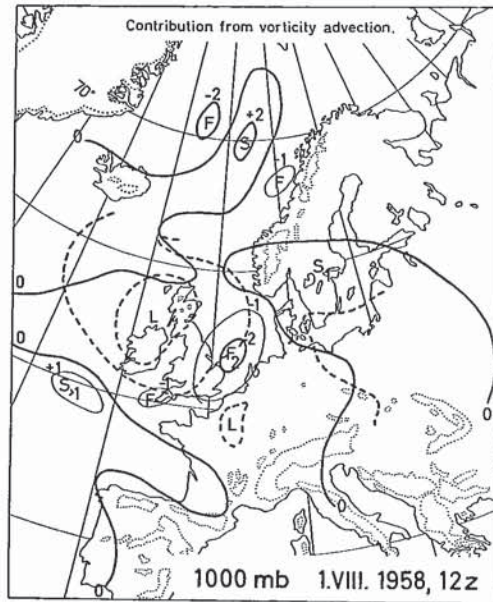 Contribution from vorticity advection.
70°
-2
F
+2
S
0
-1
F
S
0
L
-1
0
-2
F
+1
S>1
F
L
0
0
0
1000 mb 1.VIII. 1958, 12z